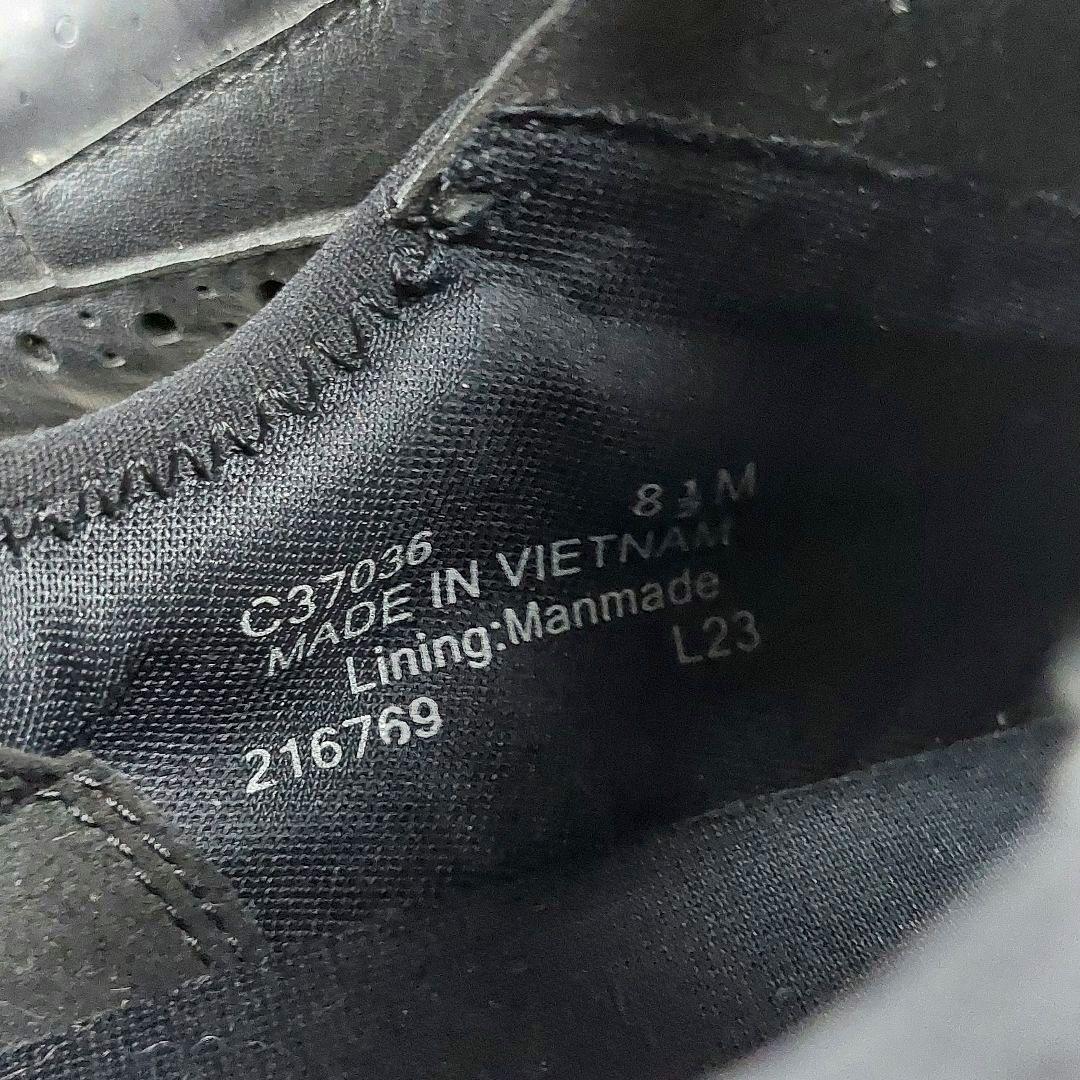 C37036 8½M
MADE IN VIETNAM
Lining:Manmade
216769 L23